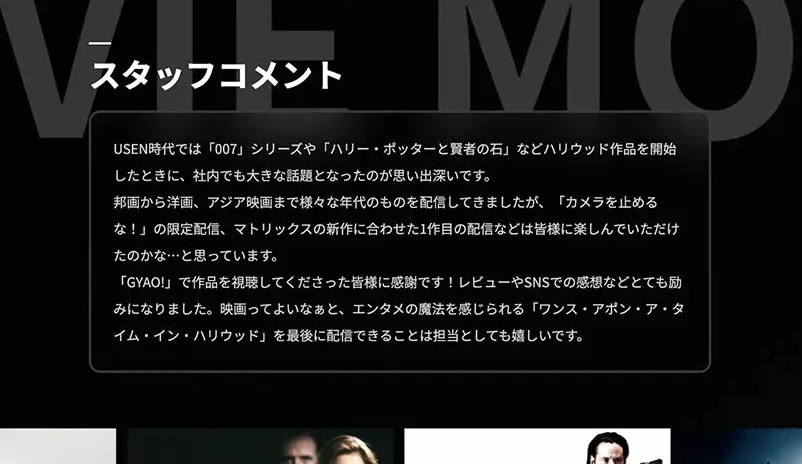 VIE MO
スタッフコメント
USEN時代では「007」シリーズや「ハリー・ポッターと賢者の石」などハリウッド作品を開始
したときに、社内でも大きな話題となったのが思い出深いです。
邦画から洋画、アジア映画まで様々な年代のものを配信してきましたが、「カメラを止める
な！」の限定配信、マトリックスの新作に合わせた1作目の配信などは皆様に楽しんでいただけ
たのかな…と思っています。
「GYAO!」で作品を視聴してくださった皆様に感謝です！レビューやSNSでの感想などとても励
みになりました。映画ってよいなぁと、エンタメの魔法を感じられる「ワンス・アポン・ア・タ
イム・イン・ハリウッド」を最後に配信できることは担当としても嬉しいです。